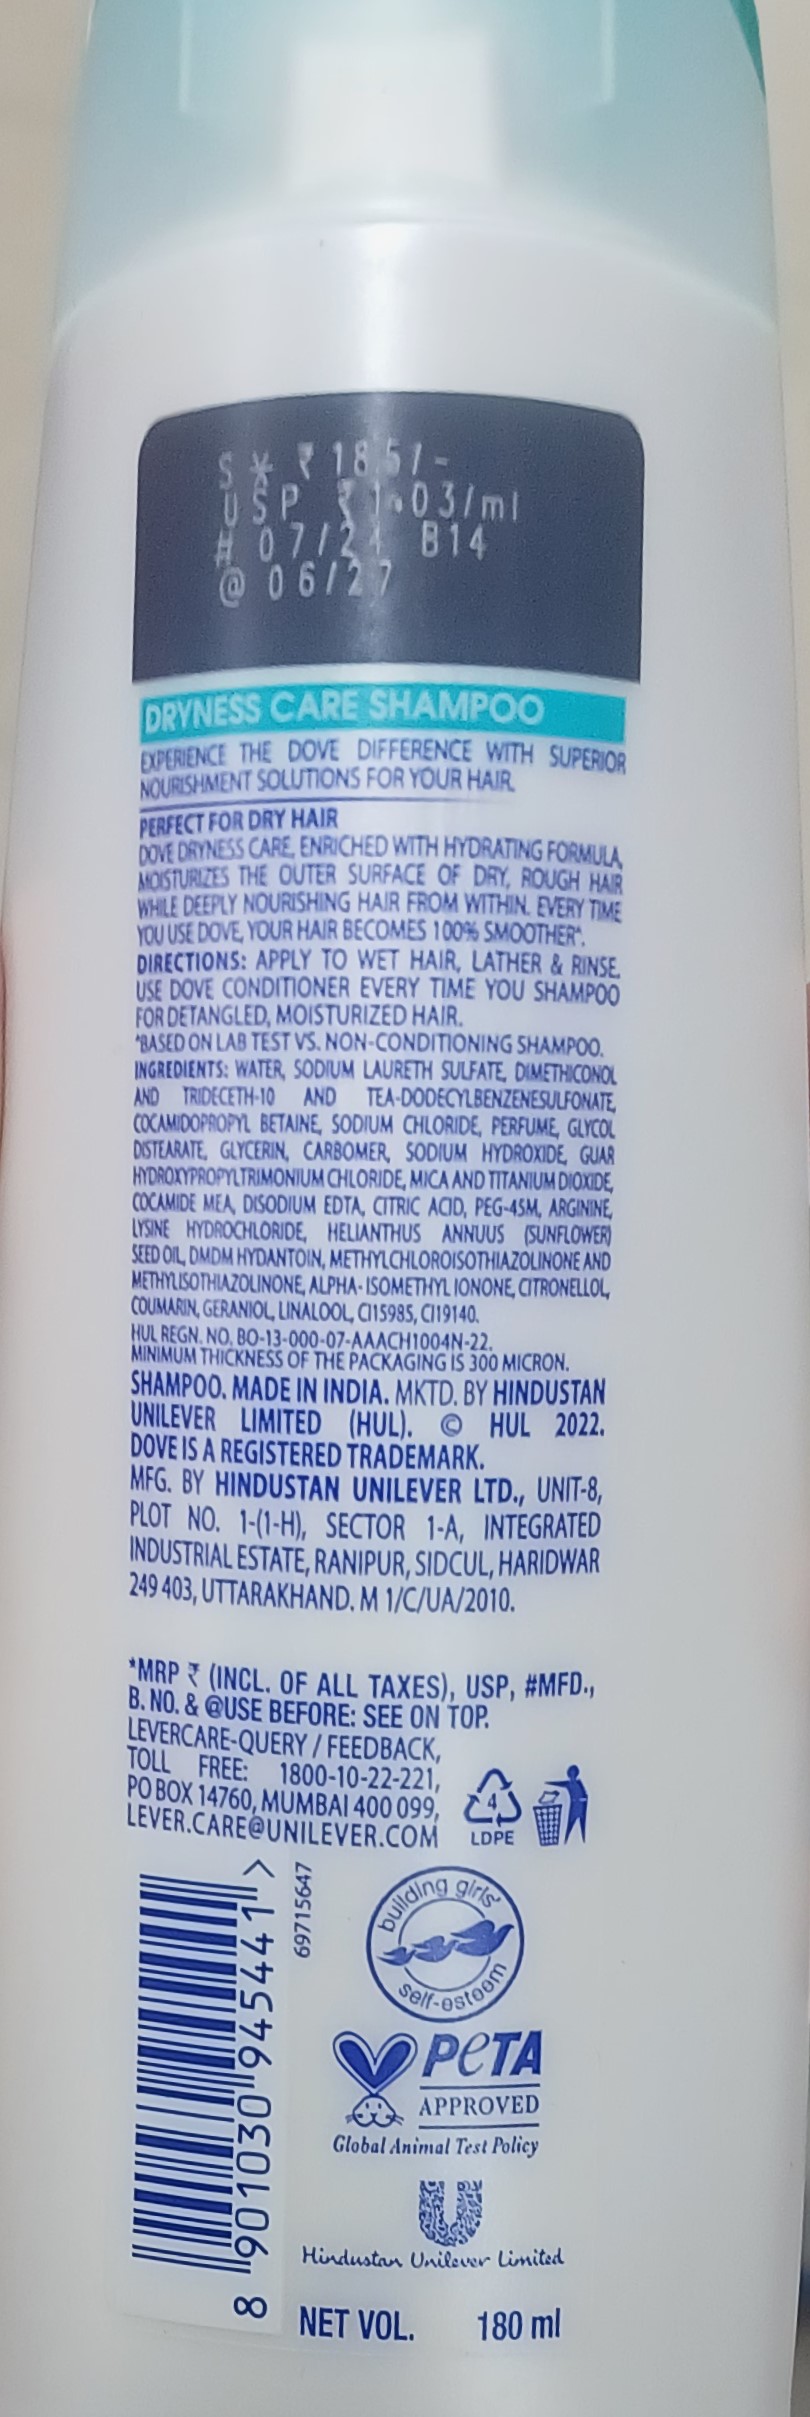 S * ₹ 185/-
USP ₹1.03/ml
# 07/24 B14
@ 06/27
DRYNESS CARE SHAMPOO
EXPERIENCE THE DOVE DIFFERENCE WITH SUPERIOR
NOURISHMENT SOLUTIONS FOR YOUR HAIR.
PERFECT FOR DRY HAIR
DOVE DRYNESS CARE, ENRICHED WITH HYDRATING FORMULA,
MOISTURIZES THE OUTER SURFACE OF DRY, ROUGH HAIR
WHILE DEEPLY NOURISHING HAIR FROM WITHIN. EVERY TIME
YOU USE DOVE, YOUR HAIR BECOMES 100% SMOOTHER^.
DIRECTIONS: APPLY TO WET HAIR, LATHER & RINSE.
USE DOVE CONDITIONER EVERY TIME YOU SHAMPOO
FOR DETANGLED, MOISTURIZED HAIR.
^BASED ON LAB TEST VS. NON-CONDITIONING SHAMPOO.
INGREDIENTS: WATER, SODIUM LAURETH SULFATE, DIMETHICONOL
AND TRIDECETH-10 AND TEA-DODECYLBENZENESULFONATE,
COCAMIDOPROPYL BETAINE, SODIUM CHLORIDE, PERFUME, GLYCOL
DISTEARATE, GLYCERIN, CARBOMER, SODIUM HYDROXIDE, GUAR
HYDROXYPROPYLTRIMONIUM CHLORIDE, MICA AND TITANIUM DIOXIDE,
COCAMIDE MEA, DISODIUM EDTA, CITRIC ACID, PEG-45M, ARGININE,
LYSINE HYDROCHLORIDE, HELIANTHUS ANNUUS (SUNFLOWER)
SEED OIL, DMDM HYDANTOIN, METHYLCHLOROISOTHIAZOLINONE AND
METHYLISOTHIAZOLINONE, ALPHA-ISOMETHYL IONONE, CITRONELLOL,
COUMARIN, GERANIOL, LINALOOL, CI15985, CI19140.
HUL REGN. NO. BO-13-000-07-AAACH1004N-22.
MINIMUM THICKNESS OF THE PACKAGING IS 300 MICRON.
SHAMPOO. MADE IN INDIA. MKTD. BY HINDUSTAN
UNILEVER LIMITED (HUL). © HUL 2022.
DOVE IS A REGISTERED TRADEMARK.
MFG. BY HINDUSTAN UNILEVER LTD., UNIT-8,
PLOT NO. 1-(1-H), SECTOR 1-A, INTEGRATED
INDUSTRIAL ESTATE, RANIPUR, SIDCUL, HARIDWAR
249 403, UTTARAKHAND. M 1/C/UA/2010.
*MRP ₹ (INCL. OF ALL TAXES), USP, #MFD.,
B. NO. & @USE BEFORE: SEE ON TOP.
LEVERCARE-QUERY / FEEDBACK,
TOLL FREE: 1800-10-22-221,
PO BOX 14760, MUMBAI 400 099,
LEVER.CARE@UNILEVER.COM
4
LDPE
8 901030 945441 >
69715647
building girls'
self-esteem
PETA
APPROVED
Global Animal Test Policy
Hindustan Unilever Limited
NET VOL. 180 ml